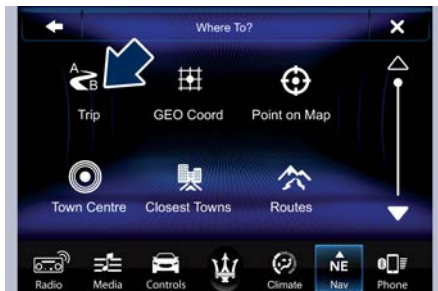 Where To?
A
B
Trip GEO Coord Point on Map
Town Centre Closest Towns Routes
NE
Radio Media Controls Climate Nav Phone